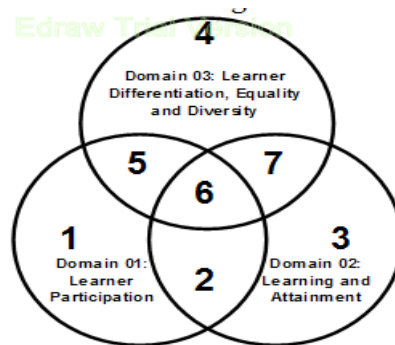 Edraw Trial Version
4
Domain 03: Learner
Differentiation, Equality
and Diversity
5
7
6
1
3
Domain 01:
Learner
Participation
2
Domain 02:
Learning and
Attainment